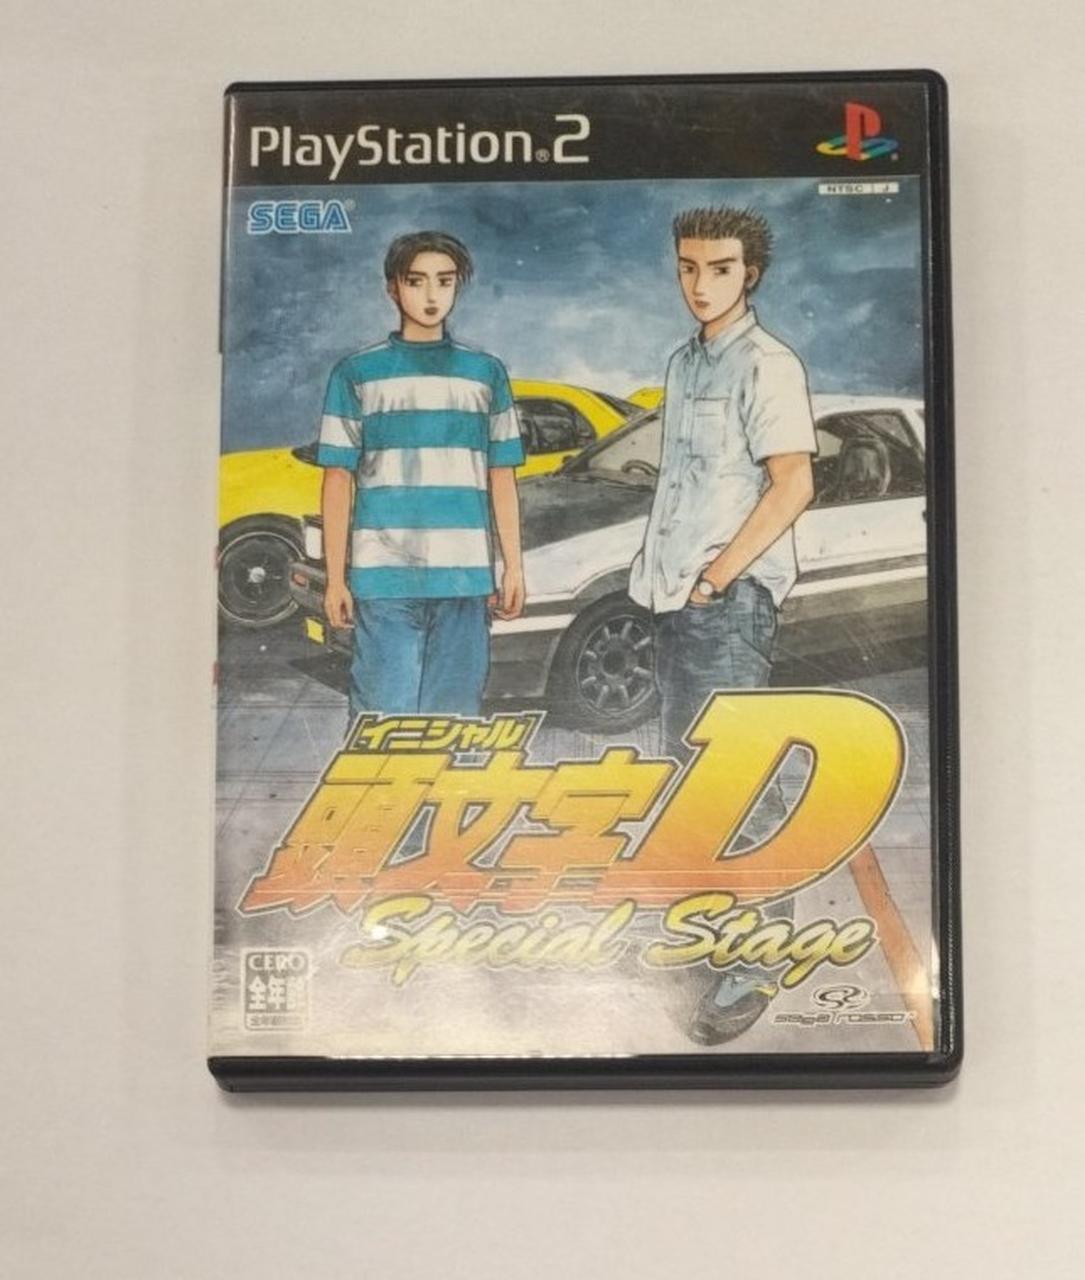 PlayStation®2
NTSC J
SEGA®
[イニシャル]
頭文字D
Special Stage
CERO
全年齢
sega rosso